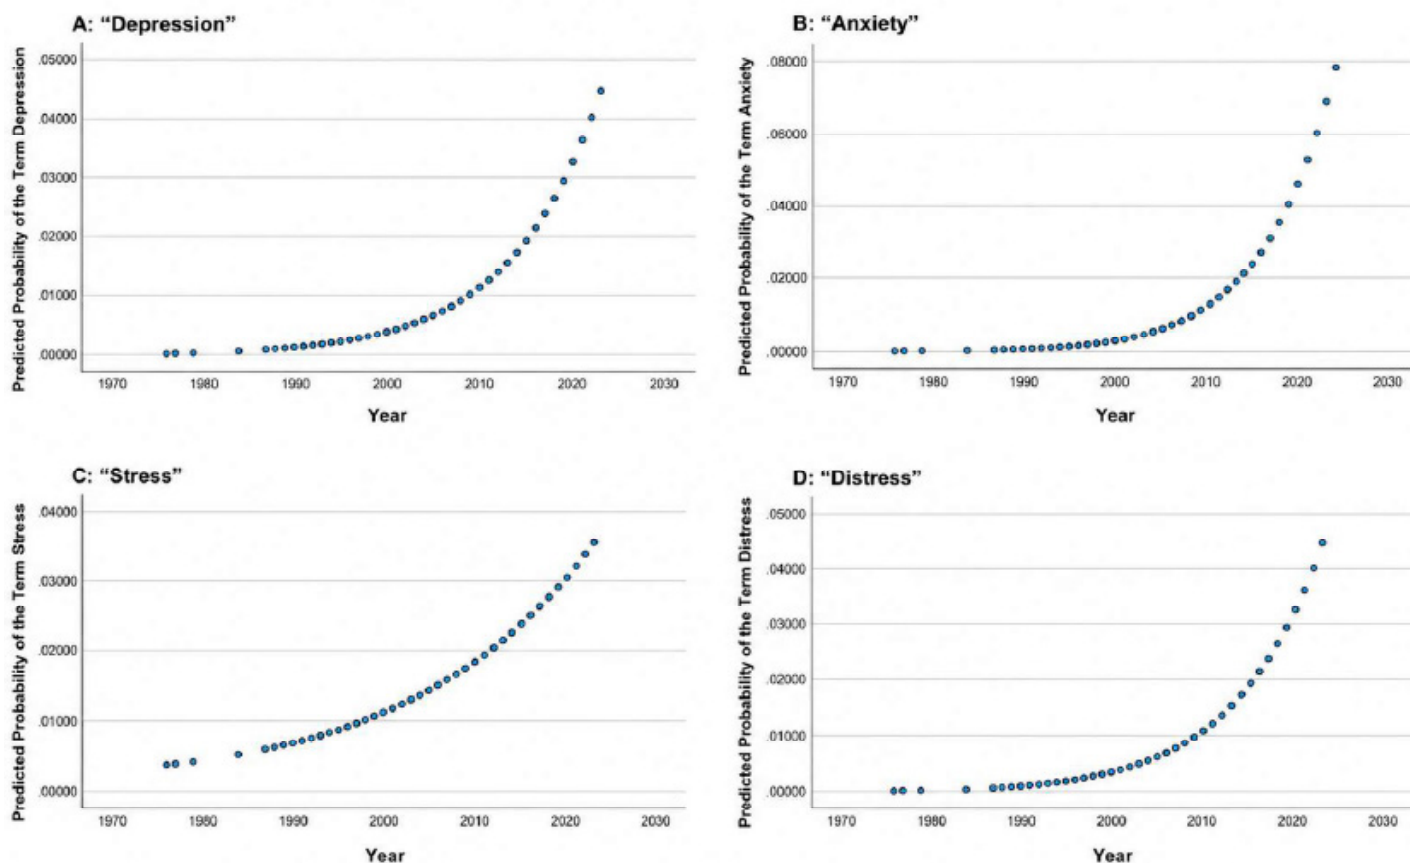 A: “Depression”
Predicted Probability of the Term Depression
.05000
.04000
.03000
.02000
.01000
.00000
1970 1980 1990 2000 2010 2020 2030
Year
B: “Anxiety”
Predicted Probability of the Term Anxiety
.08000
.06000
.04000
.02000
.00000
1970 1980 1990 2000 2010 2020 2030
Year
C: “Stress”
Predicted Probability of the Term Stress
.04000
.03000
.02000
.01000
.00000
1970 1980 1990 2000 2010 2020 2030
Year
D: “Distress”
Predicted Probability of the Term Distress
.05000
.04000
.03000
.02000
.01000
.00000
1970 1980 1990 2000 2010 2020 2030
Year